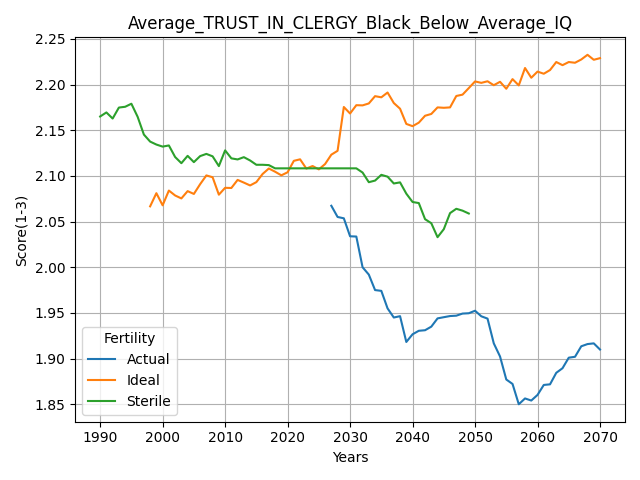 Average_TRUST_IN_CLERGY_Black_Below_Average_IQ
Score(1-3)
2.25
2.20
2.15
2.10
2.05
2.00
1.95
1.90
1.85
Fertility
Actual
Ideal
Sterile
1990 2000 2010 2020 2030 2040 2050 2060 2070
Years